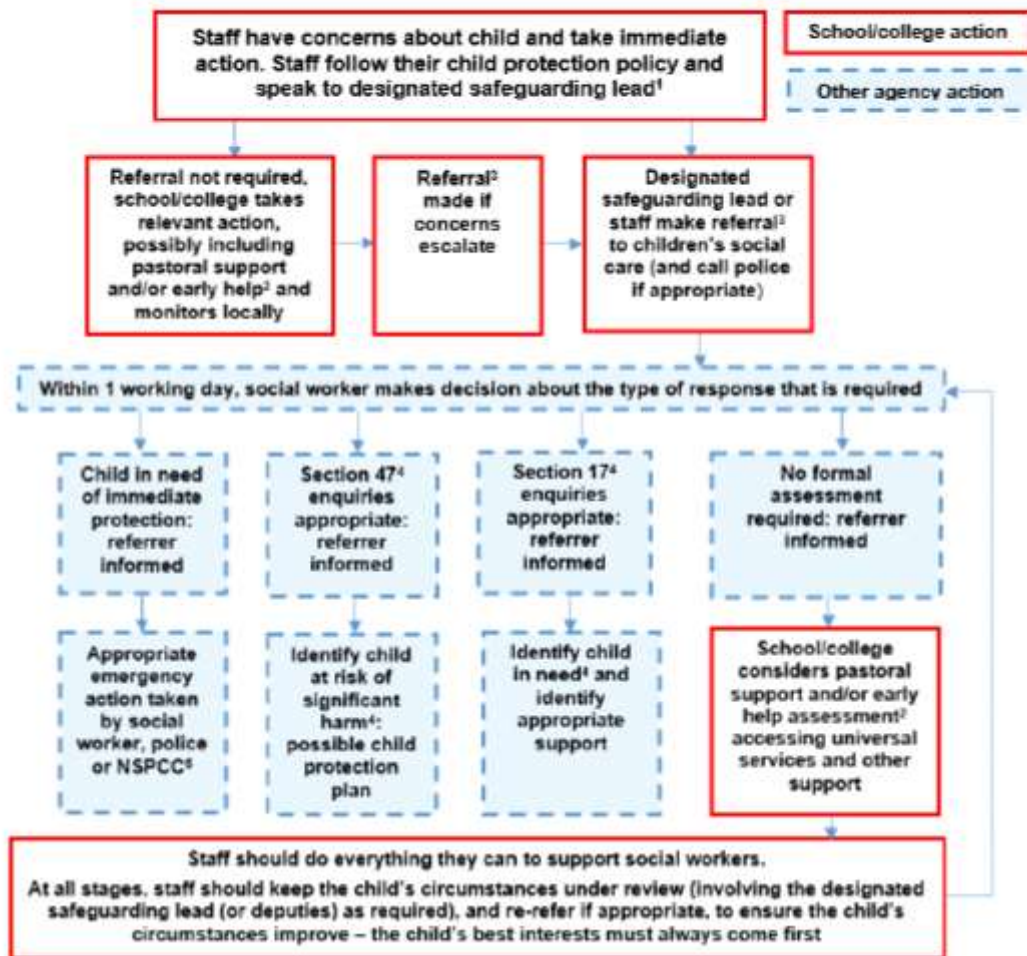 Staff have concerns about child and take immediate
action. Staff follow their child protection policy and
speak to designated safeguarding lead¹
School/college action
Other agency action
Referral not required,
school/college takes
relevant action,
possibly including
pastoral support
and/or early help² and
monitors locally
Referral³
made if
concerns
escalate
Designated
safeguarding lead or
staff make referral³
to children's social
care (and call police
if appropriate)
Within 1 working day, social worker makes decision about the type of response that is required
Child in need
of immediate
protection:
referrer
informed
Section 47⁴
enquiries
appropriate:
referrer
informed
Section 17⁴
enquiries
appropriate:
referrer
informed
No formal
assessment
required: referrer
informed
Appropriate
emergency
action taken
by social
worker, police
or NSPCC⁵
Identify child
at risk of
significant
harm⁴:
possible child
protection
plan
Identify child
in need⁴ and
identify
appropriate
support
School/college
considers pastoral
support and/or early
help assessment²
accessing universal
services and other
support
Staff should do everything they can to support social workers.
At all stages, staff should keep the child's circumstances under review (involving the designated
safeguarding lead (or deputies) as required), and re-refer if appropriate, to ensure the child's
circumstances improve – the child's best interests must always come first